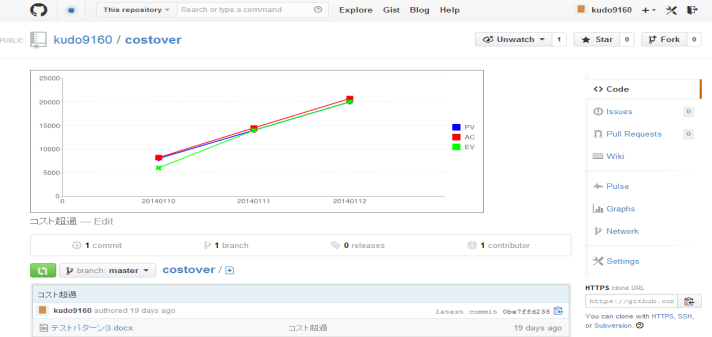 This repository Search or type a command Explore Gist Blog Help kudo9160
PUBLIC kudo9160 / costover Unwatch 1 Star 0 Fork 0
25000
20000
15000
10000
5000
0
0 20140110 20140111 20140112
PV
AC
EV
コスト超過 — Edit
1 commit 1 branch 0 releases 1 contributor
branch: master costover /
コスト超過
kudo9160 authored 19 days ago latest commit 0be7ffd238
テストパターン3.docx コスト超過 19 days ago
Code
Issues 0
Pull Requests 0
Wiki
Pulse
Graphs
Network
Settings
HTTPS clone URL
https://github.com
You can clone with HTTPS, SSH,
or Subversion.